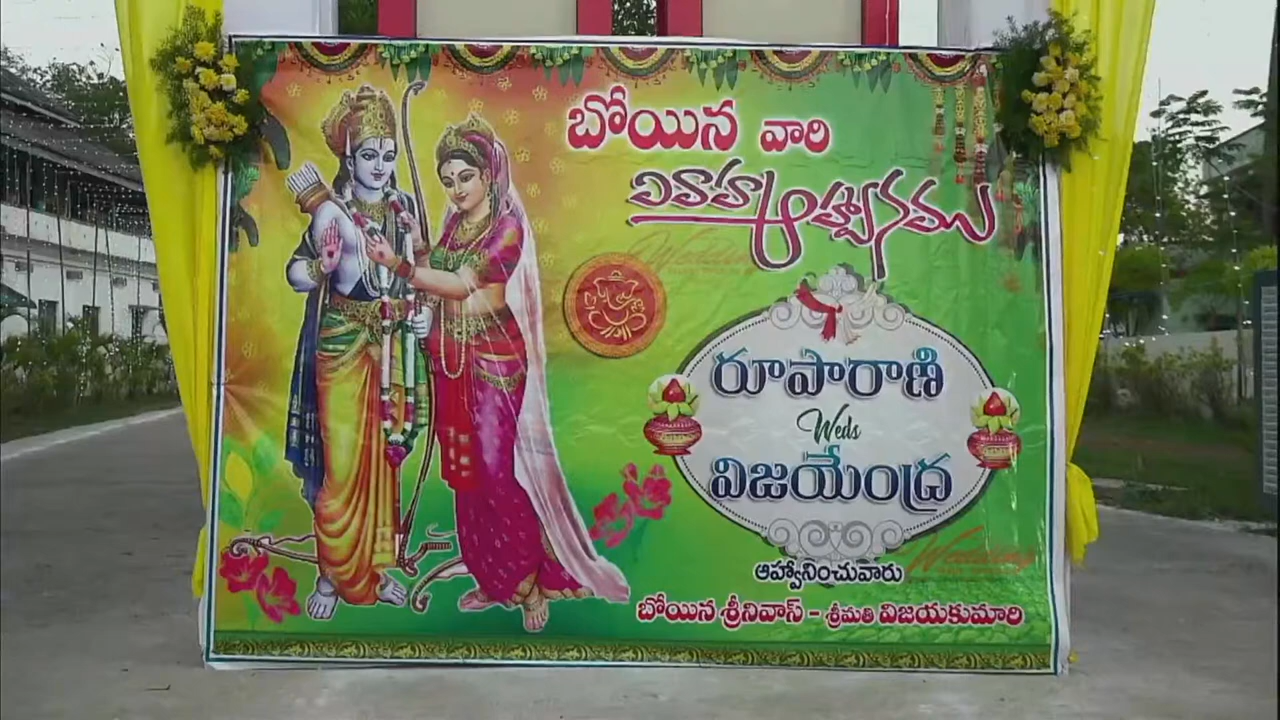 బోయిన వారి
వివాహ ఆహ్వానము
రూపారాణి
Weds
విజయేంద్ర
ఆహ్వానించువారు
బోయిన శ్రీనివాస్ - శ్రీమతి విజయకుమారి